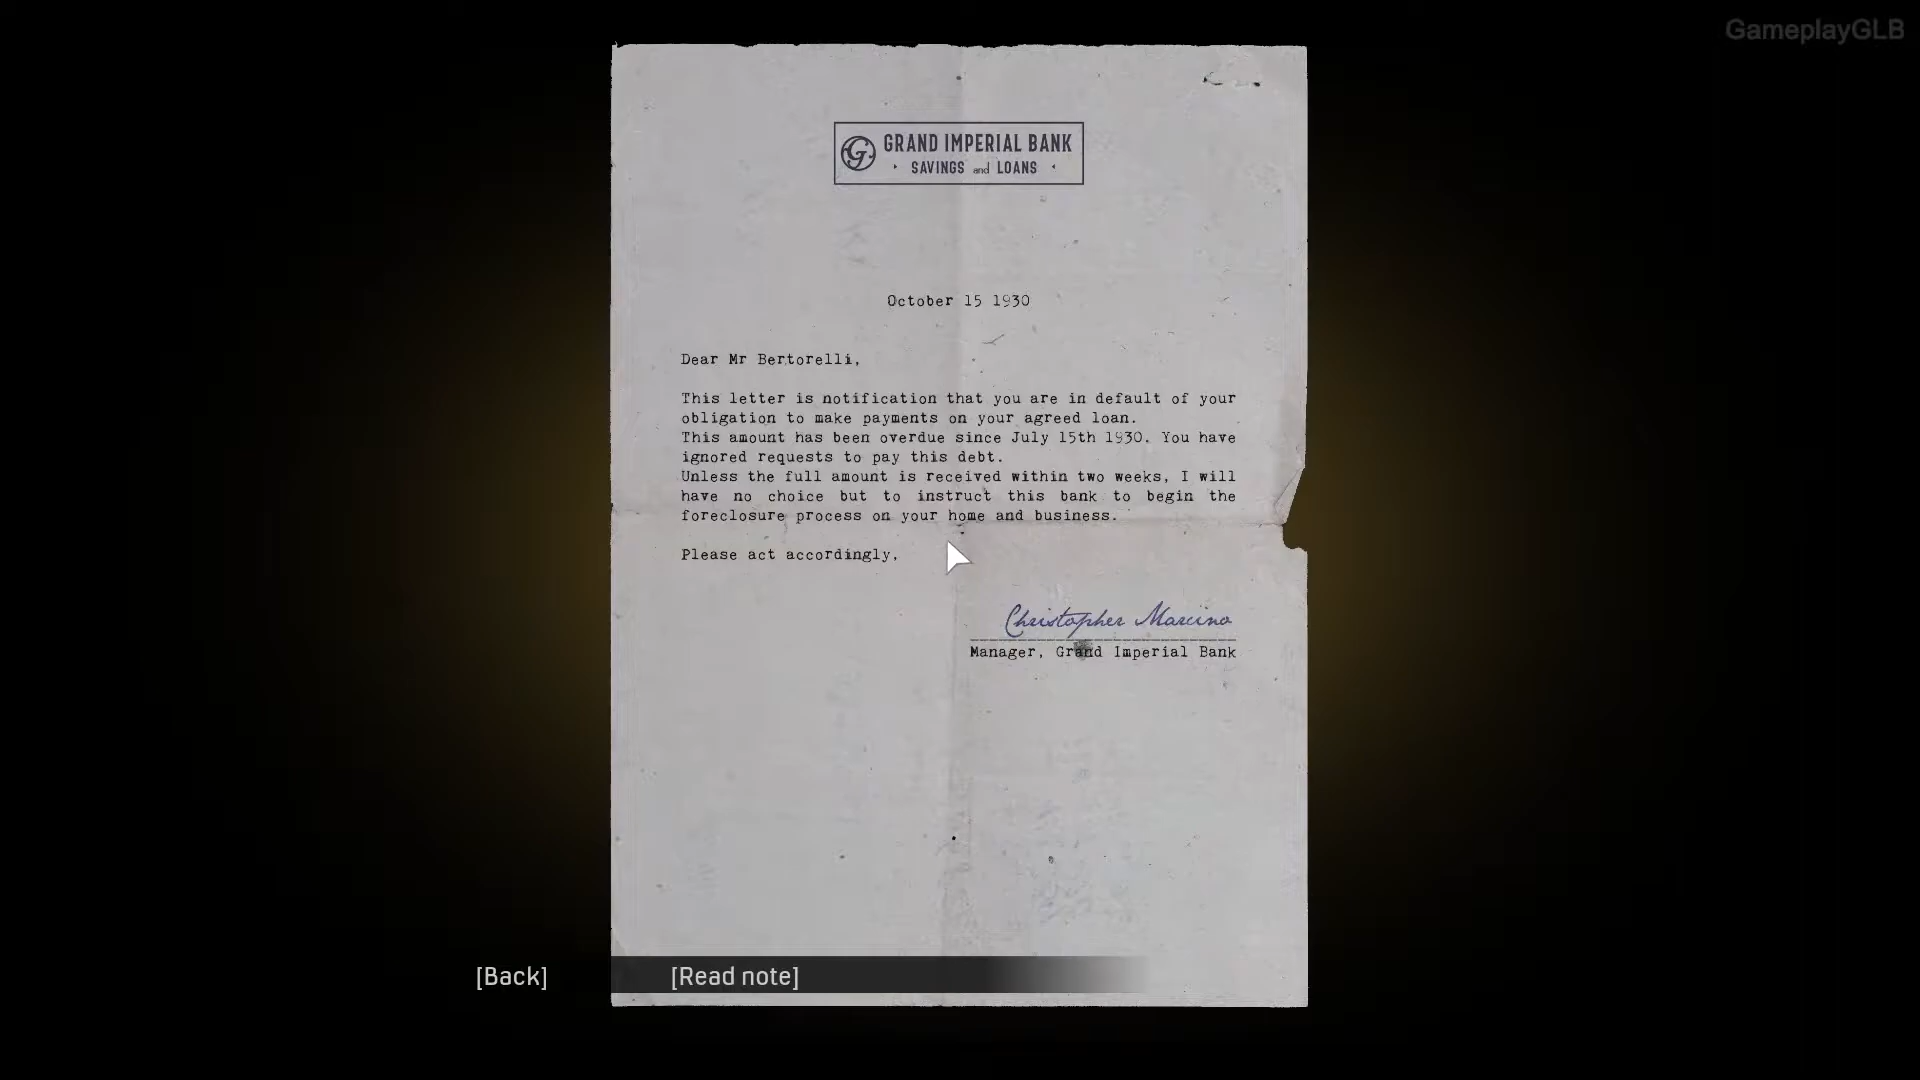 GameplayGLB
GRAND IMPERIAL BANK
SAVINGS and LOANS
October 15 1930
Dear Mr Bertorelli,
This letter is notification that you are in default of your
obligation to make payments on your agreed loan.
This amount has been overdue since July 15th 1930. You have
ignored requests to pay this debt.
Unless the full amount is received within two weeks, I will
have no choice but to instruct this bank to begin the
foreclosure process on your home and business.
Please act accordingly,
Christopher Marcino
Manager, Grand Imperial Bank
[Back]
[Read note]